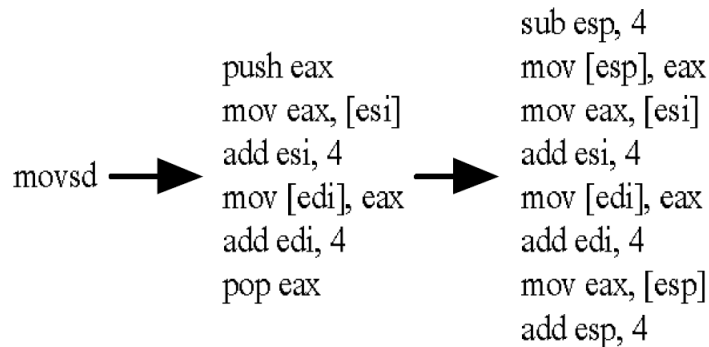 movsd
push eax
mov eax, [esi]
add esi, 4
mov [edi], eax
add edi, 4
pop eax
sub esp, 4
mov [esp], eax
mov eax, [esi]
add esi, 4
mov [edi], eax
add edi, 4
mov eax, [esp]
add esp, 4